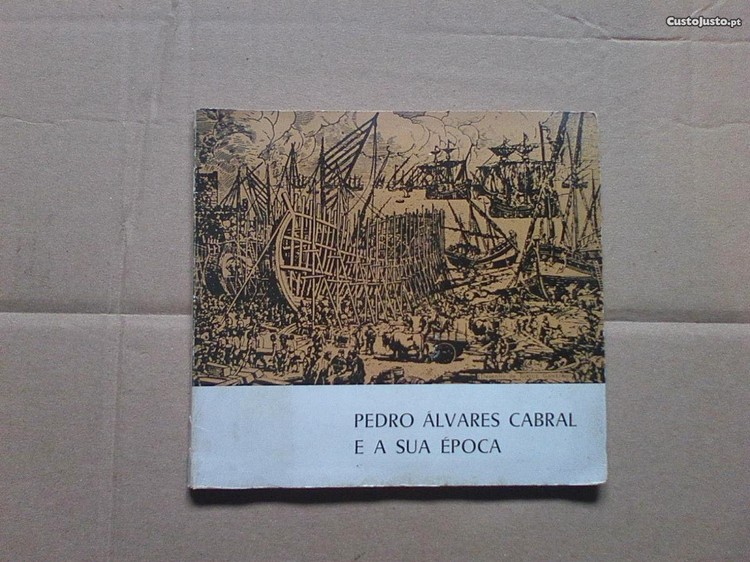 CustoJusto.pt
PEDRO ÁLVARES CABRAL
E A SUA ÉPOCA